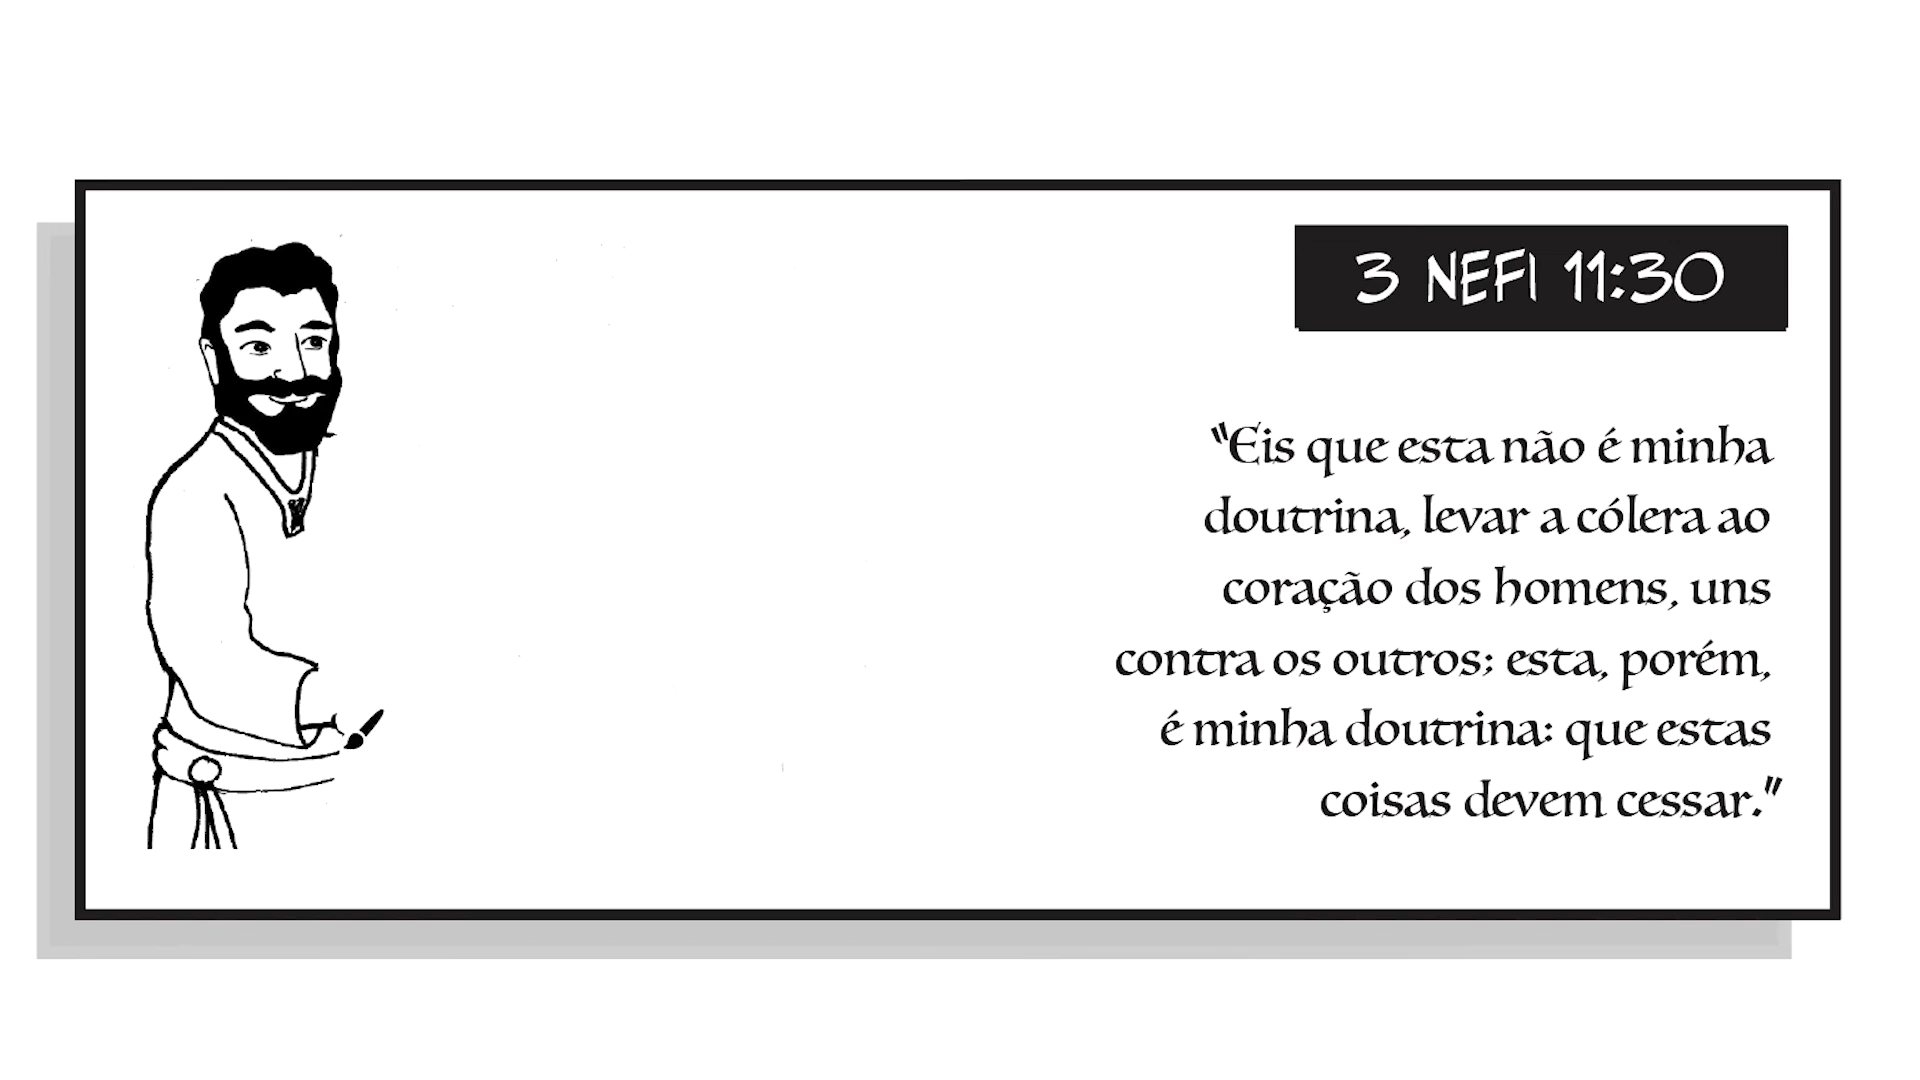 3 NEFI 11:30
"Eis que esta não é minha
doutrina, levar a cólera ao
coração dos homens, uns
contra os outros; esta, porém,
é minha doutrina: que estas
coisas devem cessar."